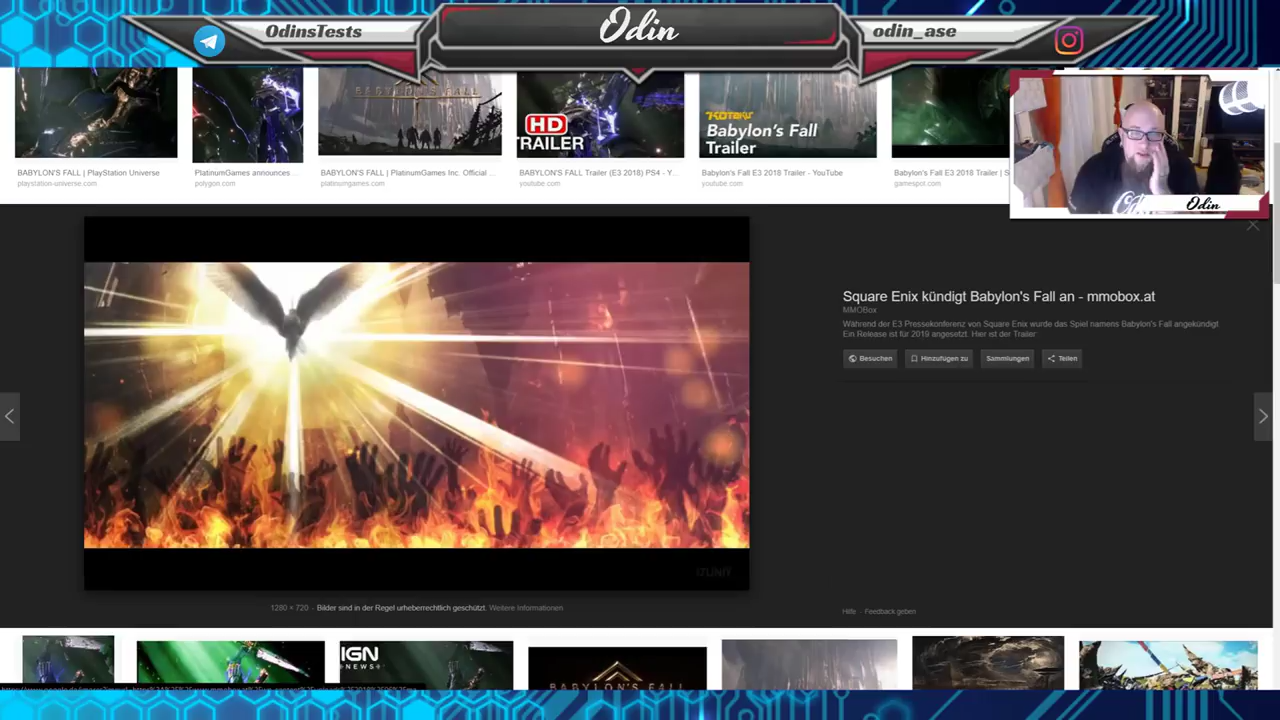 OdinsTests
Odin
odin_ase
BABYLON'S FALL
HD
TRAILER
KOTAKU
Babylon's Fall
Trailer
BABYLON'S FALL | PlayStation Universe
playstation-universe.com
PlatinumGames announces ...
polygon.com
BABYLON'S FALL | PlatinumGames Inc. Official ...
platinumgames.com
BABYLON'S FALL Trailer (E3 2018) PS4 - Y...
youtube.com
Babylon's Fall E3 2018 Trailer - YouTube
youtube.com
Babylon's Fall E3 2018 Trailer | S
gamespot.com
Odin
Square Enix kündigt Babylon's Fall an - mmobox.at
MMOBox
Während der E3 Pressekonferenz von Square Enix wurde das Spiel namens Babylon's Fall angekündigt
Ein Release ist für 2019 angesetzt. Hier ist der Trailer
Besuchen
Hinzufügen zu
Sammlungen
Teilen
1280 × 720 - Bilder sind in der Regel urheberrechtlich geschützt. Weitere Informationen
Hilfe - Feedback geben
IGN
NEWS
BABYLON'S FALL